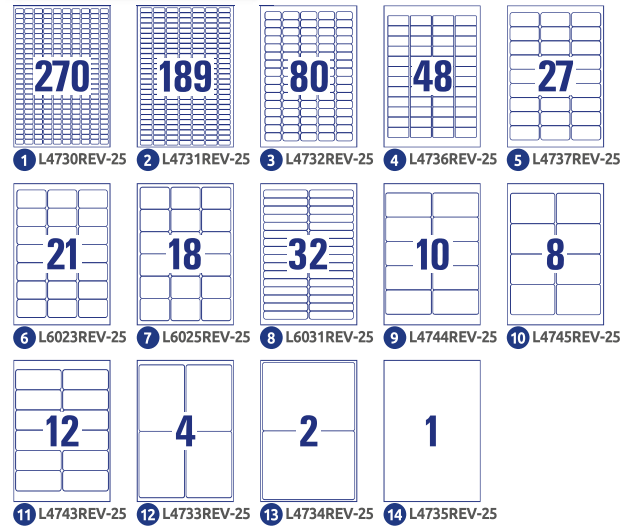 270 189 80 48 27
1 L4730REV-25 2 L4731REV-25 3 L4732REV-25 4 L4736REV-25 5 L4737REV-25
21 18 32 10 8
6 L6023REV-25 7 L6025REV-25 8 L6031REV-25 9 L4744REV-25 10 L4745REV-25
12 4 2 1
11 L4743REV-25 12 L4733REV-25 13 L4734REV-25 14 L4735REV-25